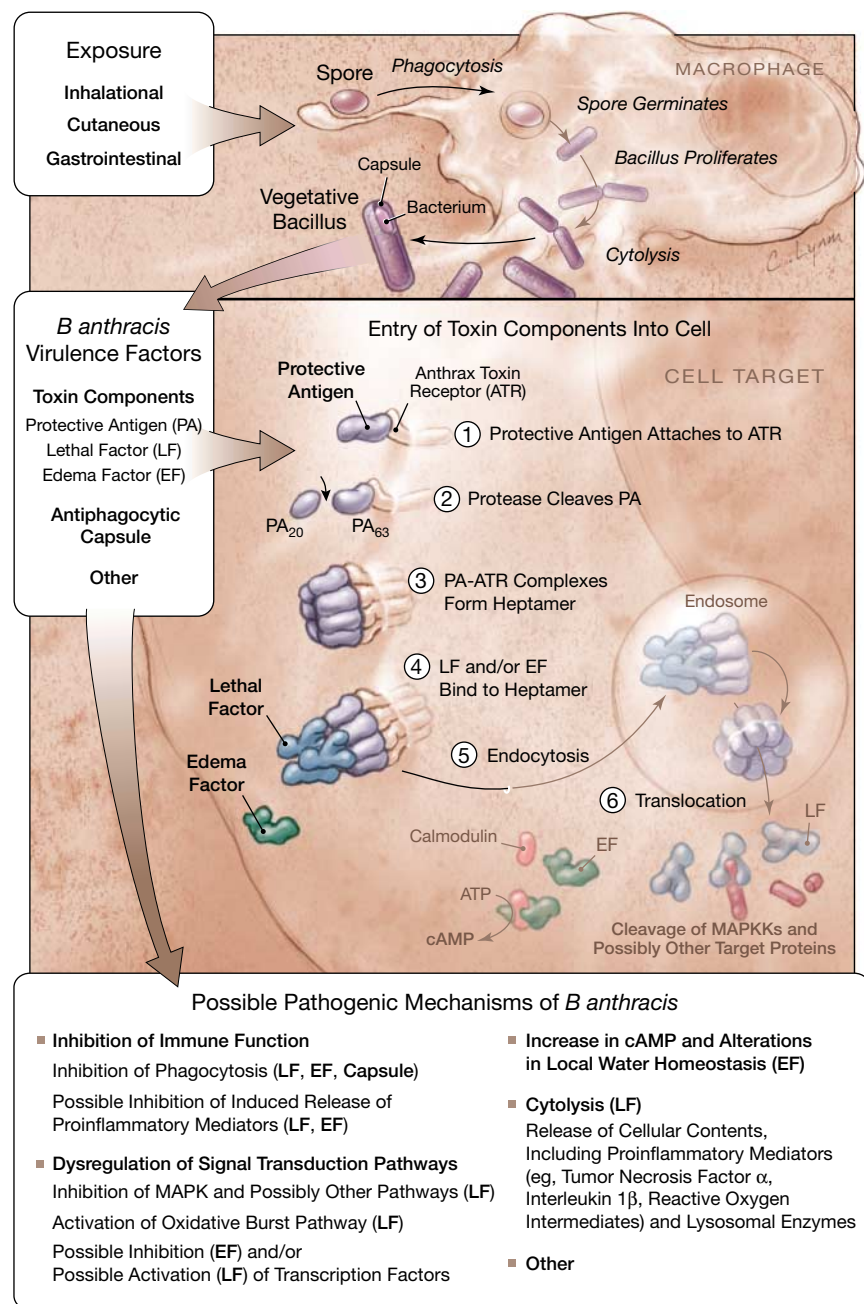 Exposure
Inhalational
Cutaneous
Gastrointestinal
Spore
Phagocytosis
MACROPHAGE
Spore Germinates
Bacillus Proliferates
Capsule
Vegetative
Bacillus
Bacterium
Cytolysis
C. Lynm
B anthracis
Virulence Factors
Toxin Components
Protective Antigen (PA)
Lethal Factor (LF)
Edema Factor (EF)
Antiphagocytic
Capsule
Other
Entry of Toxin Components Into Cell
CELL TARGET
Protective
Antigen
Anthrax Toxin
Receptor (ATR)
1 Protective Antigen Attaches to ATR
2 Protease Cleaves PA
PA20
PA63
3 PA-ATR Complexes
Form Heptamer
Endosome
4 LF and/or EF
Bind to Heptamer
Lethal
Factor
5 Endocytosis
Edema
Factor
6 Translocation
LF
Calmodulin
EF
ATP
cAMP
Cleavage of MAPKKs and
Possibly Other Target Proteins
Possible Pathogenic Mechanisms of B anthracis
Inhibition of Immune Function
Inhibition of Phagocytosis (LF, EF, Capsule)
Possible Inhibition of Induced Release of
Proinflammatory Mediators (LF, EF)
Dysregulation of Signal Transduction Pathways
Inhibition of MAPK and Possibly Other Pathways (LF)
Activation of Oxidative Burst Pathway (LF)
Possible Inhibition (EF) and/or
Possible Activation (LF) of Transcription Factors
Increase in cAMP and Alterations
in Local Water Homeostasis (EF)
Cytolysis (LF)
Release of Cellular Contents,
Including Proinflammatory Mediators
(eg, Tumor Necrosis Factor α,
Interleukin 1β, Reactive Oxygen
Intermediates) and Lysosomal Enzymes
Other